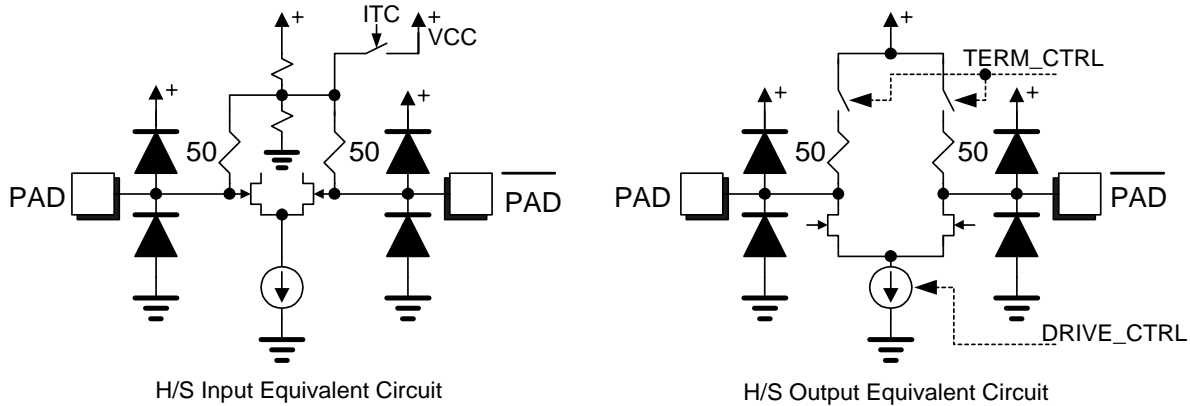 ITC
+
+
VCC
+
+
50
50
PAD
PAD
H/S Input Equivalent Circuit
+
TERM_CTRL
+
+
50
50
PAD
PAD
DRIVE_CTRL
H/S Output Equivalent Circuit